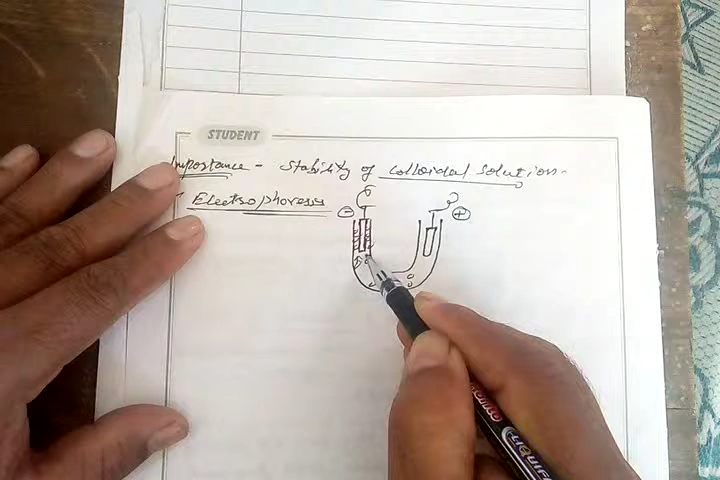 STUDENT
Importance - Stability of colloidal solution -
Electrophoresis
- +